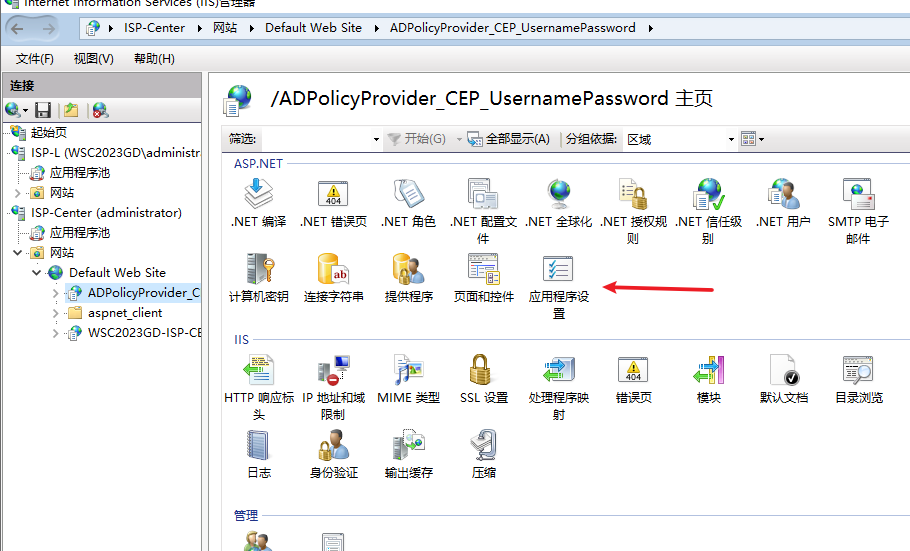 Internet Information Services (IIS)管理器
ISP-Center
网站
Default Web Site
ADPolicyProvider_CEP_UsernamePassword
文件(F)
视图(V)
帮助(H)
连接
起始页
ISP-L (WSC2023GD\administra
应用程序池
网站
ISP-Center (administrator)
应用程序池
网站
Default Web Site
ADPolicyProvider_C
aspnet_client
WSC2023GD-ISP-CE
/ADPolicyProvider_CEP_UsernamePassword 主页
筛选:
开始(G)
全部显示(A)
分组依据:
区域
ASP.NET
.NET 编译
.NET 错误页
.NET 角色
.NET 配置文
件
.NET 全球化
.NET 授权规
则
.NET 信任级
别
.NET 用户
SMTP 电子
邮件
计算机密钥
连接字符串
提供程序
页面和控件
应用程序设
置
IIS
HTTP 响应标
头
IP 地址和域
限制
MIME 类型
SSL 设置
处理程序映
射
错误页
模块
默认文档
目录浏览
日志
身份验证
输出缓存
压缩
管理